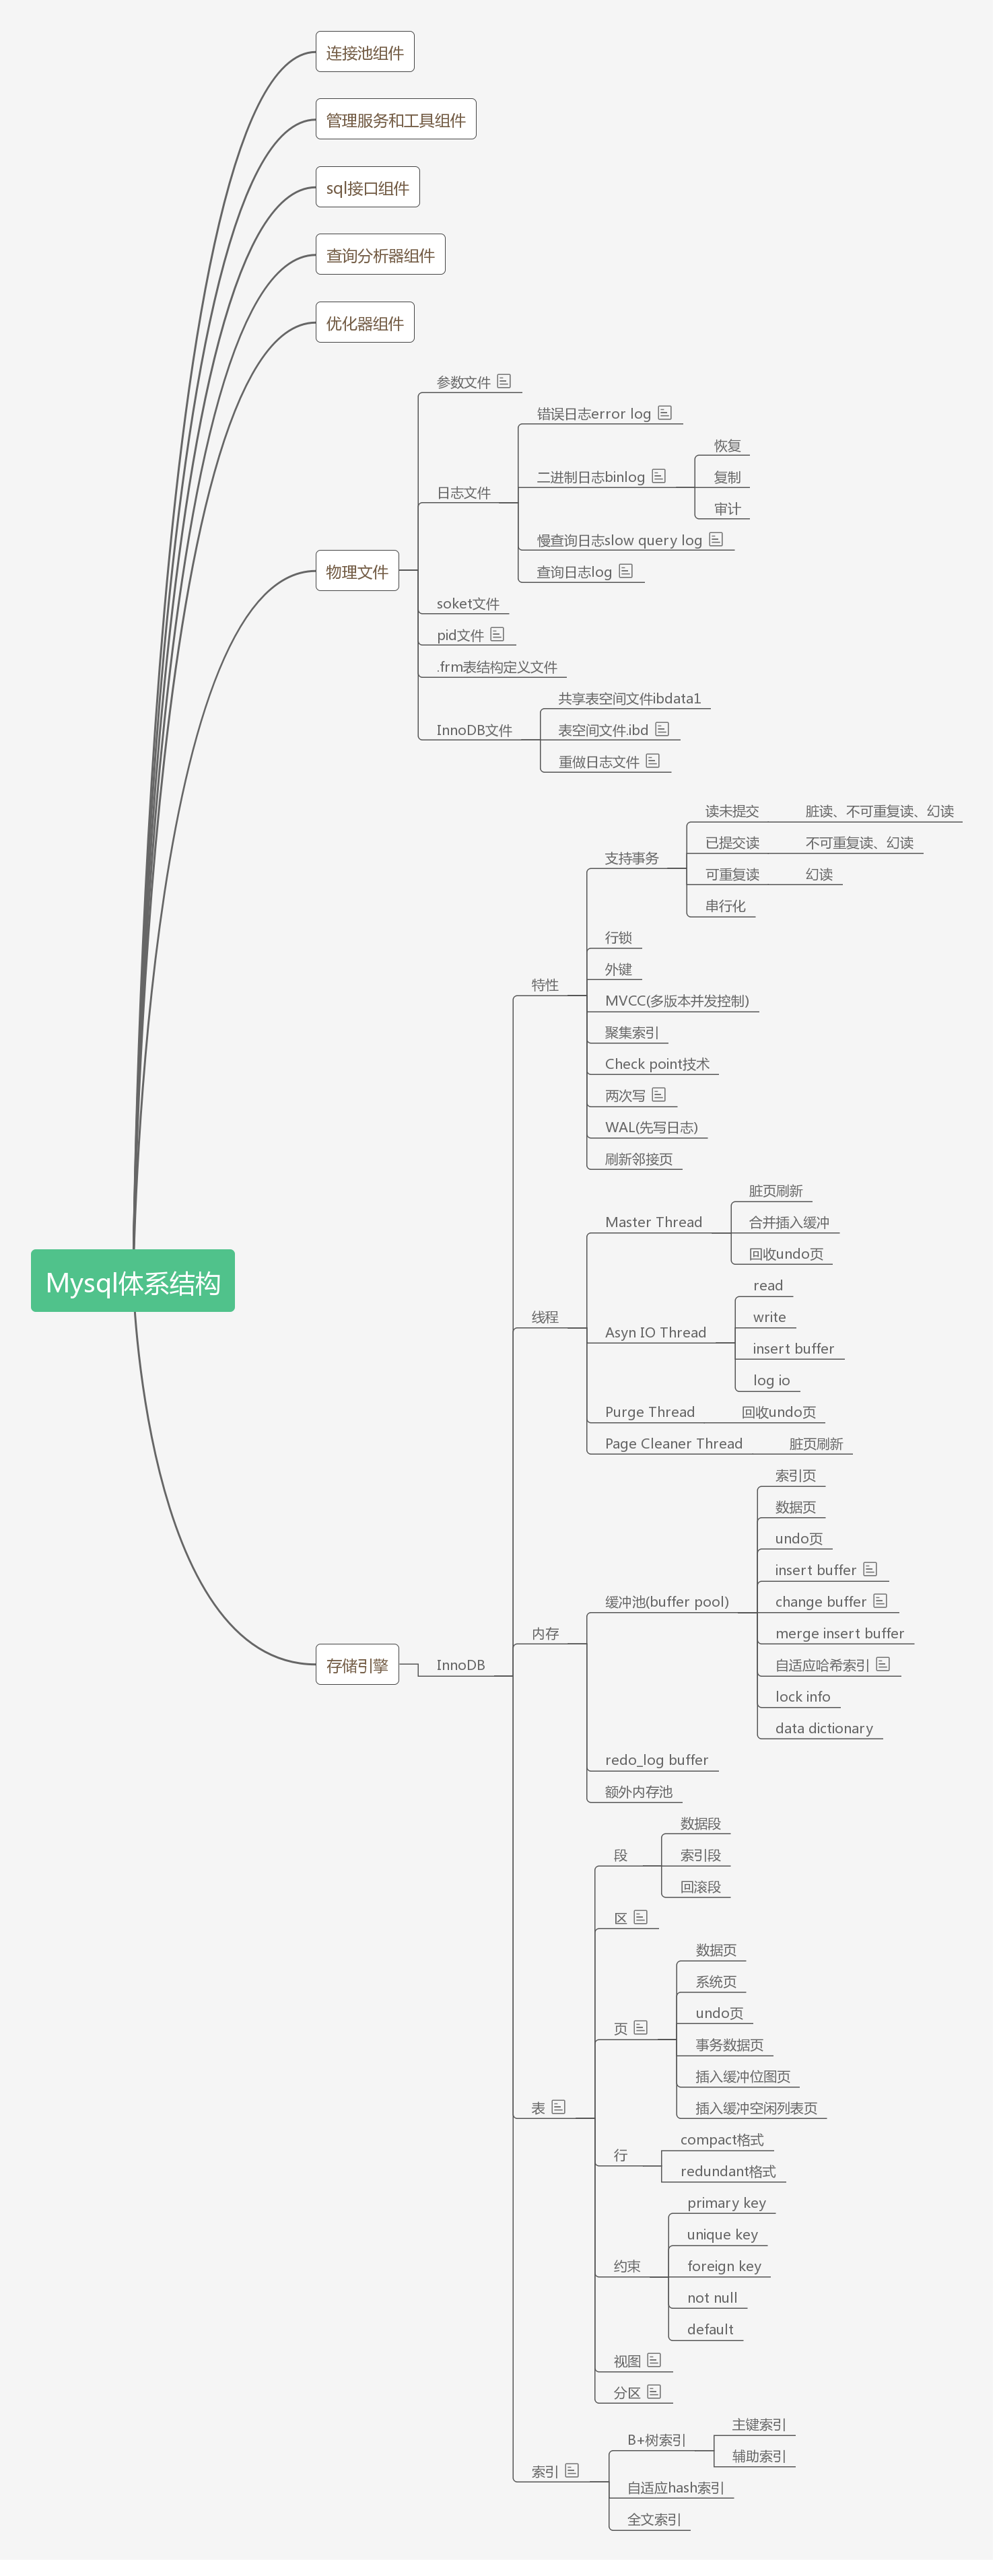 连接池组件
管理服务和工具组件
sql接口组件
查询分析器组件
优化器组件
参数文件
错误日志error log
恢复
二进制日志binlog
复制
日志文件
审计
慢查询日志slow query log
物理文件
查询日志log
soket文件
pid文件
.frm表结构定义文件
共享表空间文件ibdata1
InnoDB文件
表空间文件.ibd
重做日志文件
读未提交
脏读、不可重复读、幻读
已提交读
不可重复读、幻读
支持事务
可重复读
幻读
串行化
行锁
外键
特性
MVCC(多版本并发控制)
聚集索引
Check point技术
两次写
WAL(先写日志)
刷新邻接页
脏页刷新
Master Thread
合并插入缓冲
回收undo页
Mysql体系结构
read
线程
write
Asyn IO Thread
insert buffer
log io
Purge Thread
回收undo页
Page Cleaner Thread
脏页刷新
索引页
数据页
undo页
insert buffer
缓冲池(buffer pool)
change buffer
内存
merge insert buffer
存储引擎
InnoDB
自适应哈希索引
lock info
data dictionary
redo_log buffer
额外内存池
数据段
段
索引段
回滚段
区
数据页
系统页
undo页
页
事务数据页
插入缓冲位图页
表
插入缓冲空闲列表页
compact格式
行
redundant格式
primary key
unique key
约束
foreign key
not null
default
视图
分区
主键索引
B+树索引
辅助索引
索引
自适应hash索引
全文索引